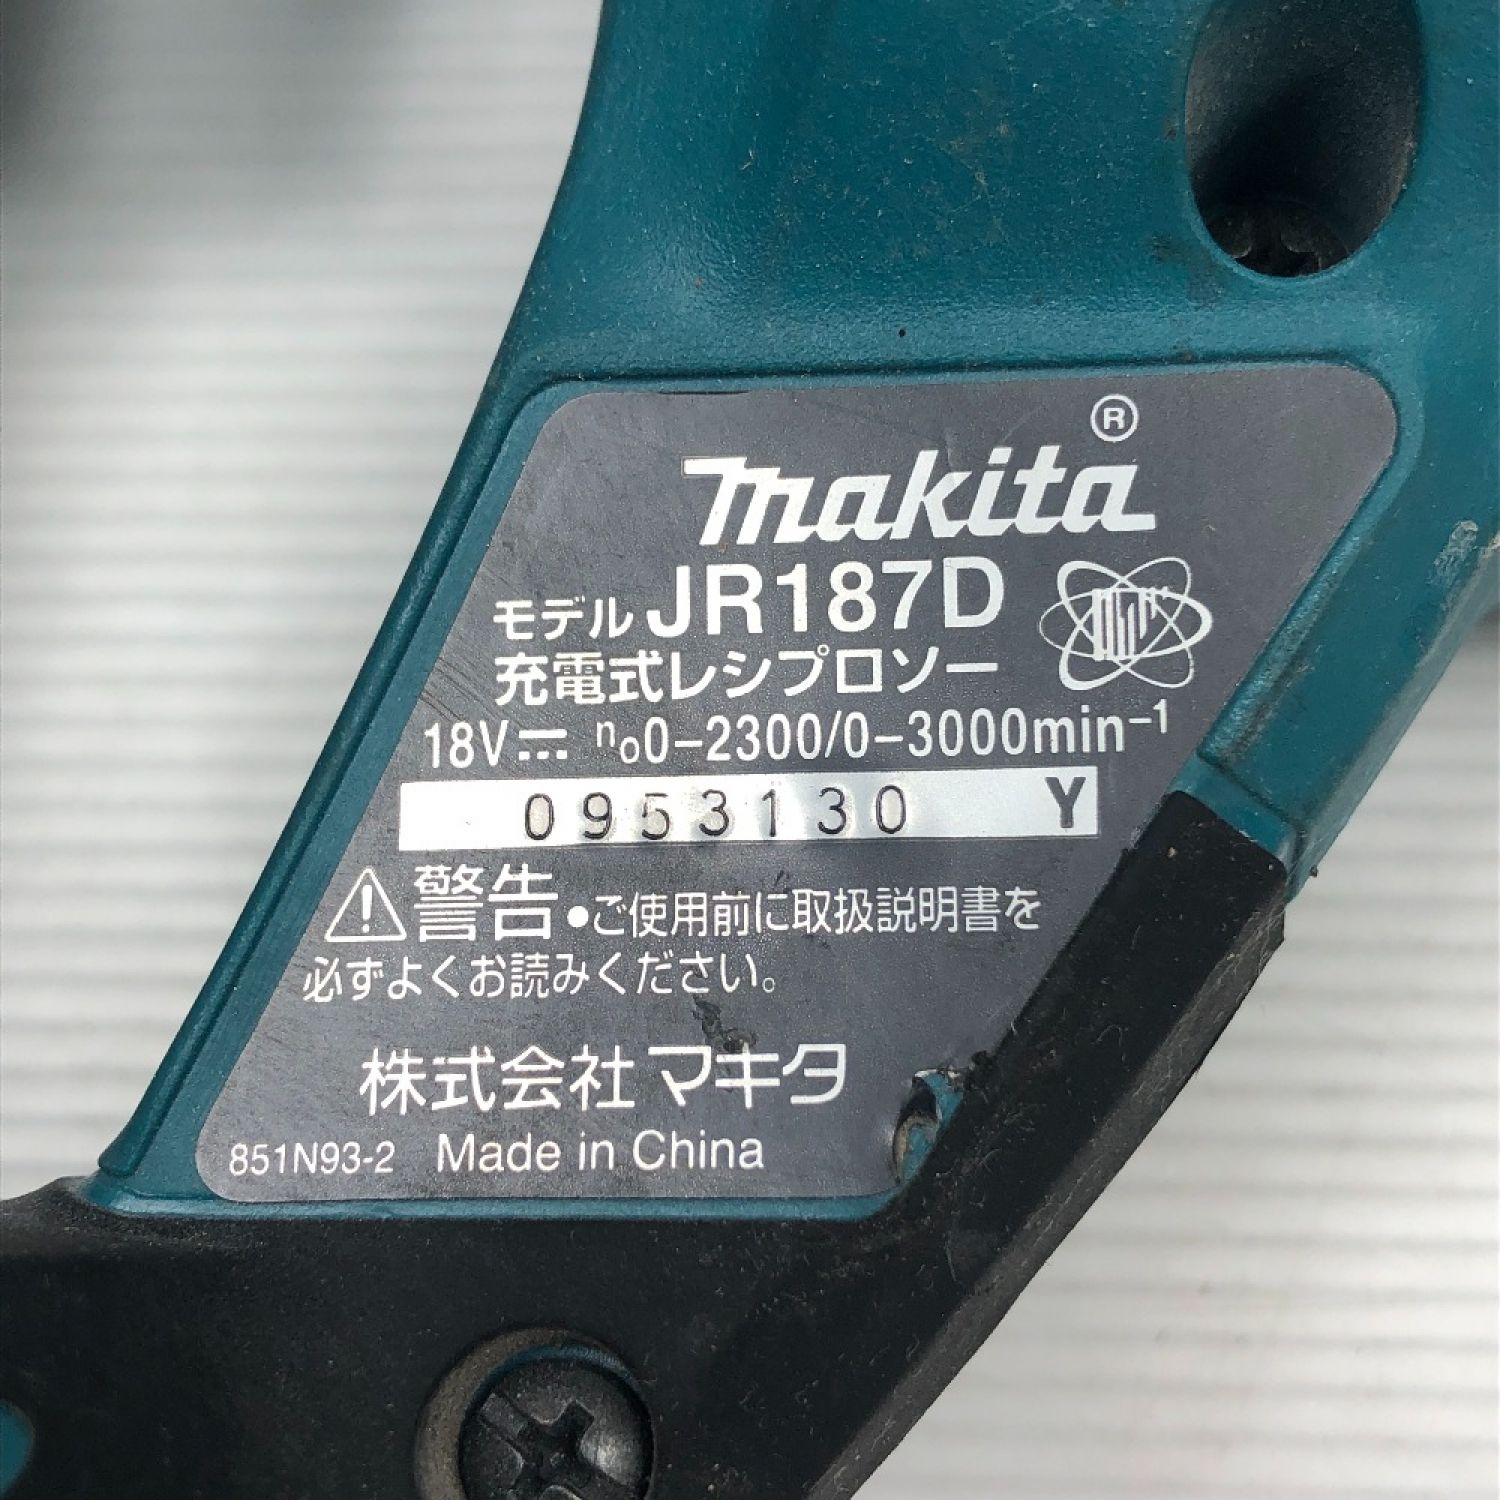 makita®
モデル JR187D
充電式レシプロソー
18V⎓ n₀0-2300/0-3000min⁻¹
0953130 Y
⚠警告 ●ご使用前に取扱説明書を
必ずよくお読みください。
株式会社マキタ
851N93-2 Made in China